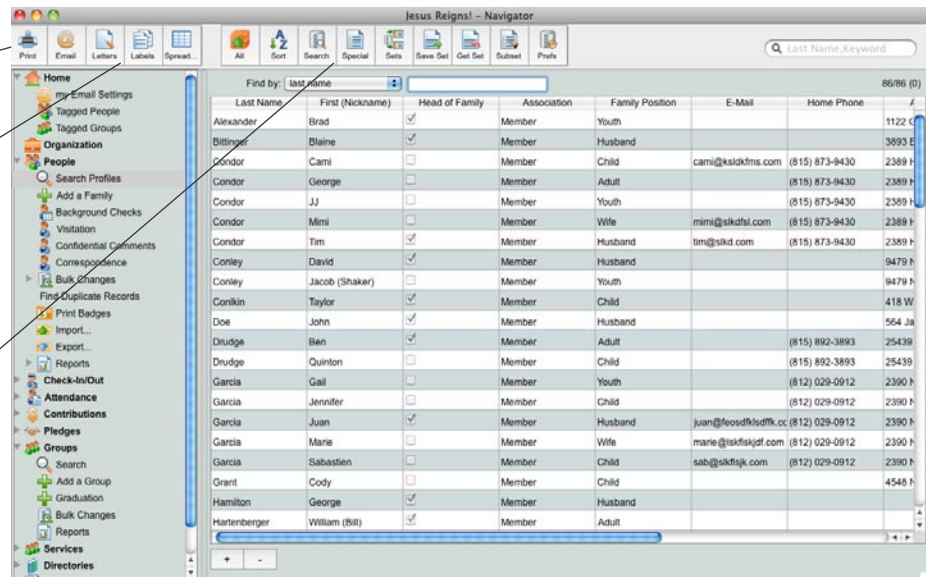 Jesus Reigns! - Navigator
Print Email Letters Labels Spread... All Sort Search Special Sets Save Set Get Set Subset Prefs Last Name,Keyword
Home
my Email Settings
Tagged People
Tagged Groups
Organization
People
Search Profiles
Add a Family
Background Checks
Visitation
Confidential Comments
Correspondence
Bulk Changes
Find Duplicate Records
Print Badges
Import...
Export...
Reports
Check-In/Out
Attendance
Contributions
Pledges
Groups
Search
Add a Group
Graduation
Bulk Changes
Reports
Services
Directories
Find by: last name 86/86 (0)
Last Name First (Nickname) Head of Family Association Family Position E-Mail Home Phone
Alexander Brad Member Youth 1122
Bittinger Blaine Member Husband 3893
Condor Cami Member Child cami@ksldkfms.com (815) 873-9430 2389
Condor George Member Adult (815) 873-9430 2389
Condor JJ Member Youth (815) 873-9430 2389
Condor Mimi Member Wife mimi@slkdfsl.com (815) 873-9430 2389
Condor Tim Member Husband tim@slkd.com (815) 873-9430 2389
Conley David Member Husband 9479
Conley Jacob (Shaker) Member Youth 9479
Conlkin Taylor Member Child 418 W
Doe John Member Husband 564 Ja
Drudge Ben Member Adult (815) 892-3893 25439
Drudge Quinton Member Child (815) 892-3893 25439
Garcia Gail Member Youth (812) 029-0912 2390
Garcia Jennifer Member Child (812) 029-0912 2390
Garcia Juan Member Husband (812) 029-0912 2390
Garcia Marie Member Wife marie@lskflskjdf.com (812) 029-0912 2390
Garcia Sabastien Member Child sab@slkflsjk.com (812) 029-0912 2390
Grant Cody Member Child 4548
Hamilton George Member Husband
Hartenberger William (Bill) Member Adult
+ -